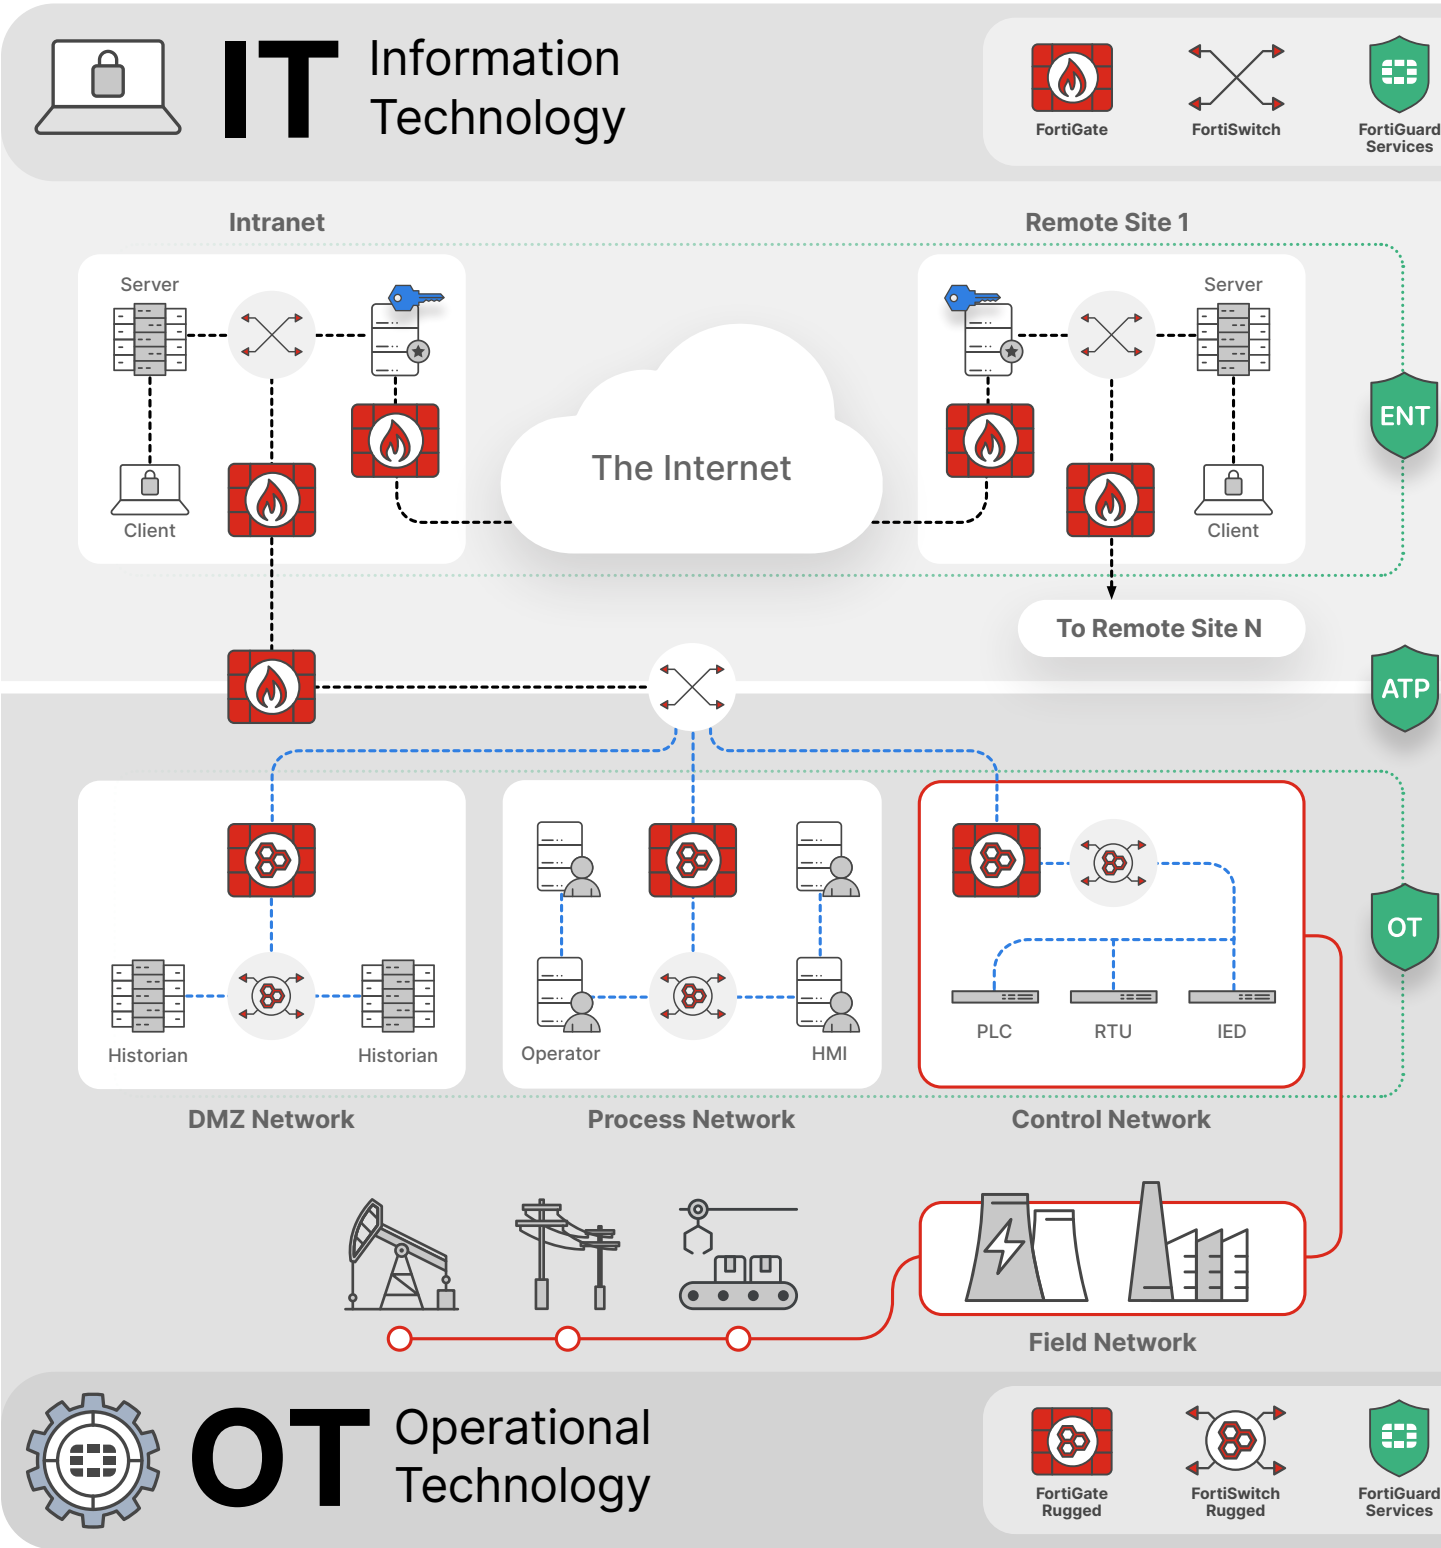 IT
Information
Technology
FortiGate
FortiSwitch
FortiGuard
Services
Intranet
Remote Site 1
Server
Server
The Internet
ENT
Client
Client
To Remote Site N
ATP
OT
PLC
RTU
IED
Historian
Historian
Operator
HMI
DMZ Network
Process Network
Control Network
Field Network
OT
Operational
Technology
FortiGate
Rugged
FortiSwitch
Rugged
FortiGuard
Services